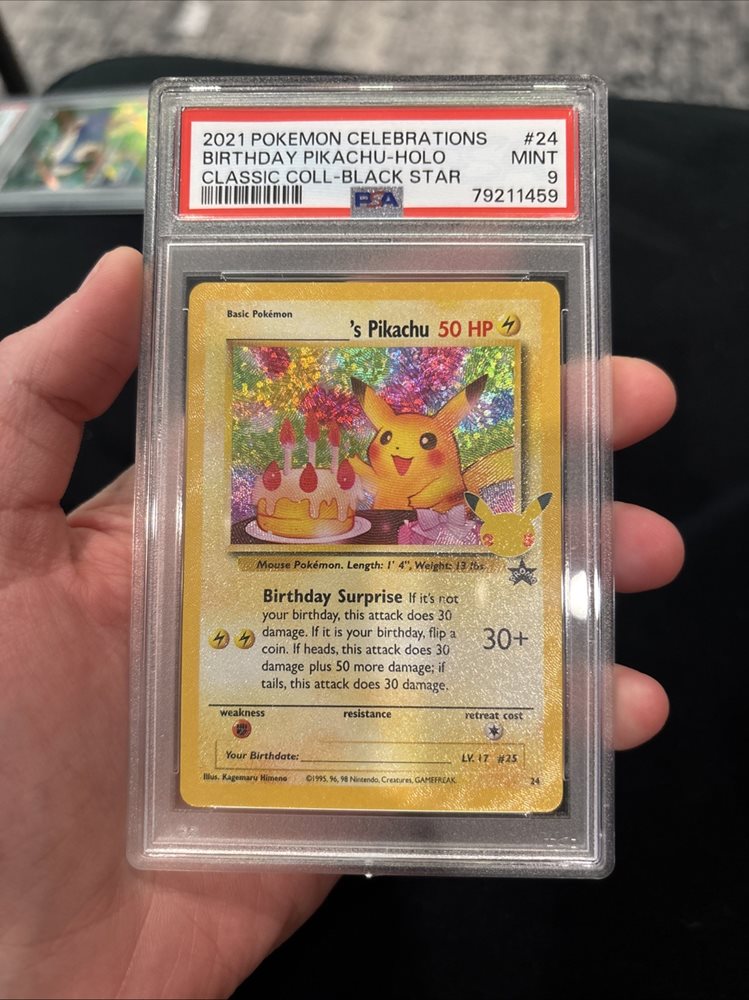 2021 POKEMON CELEBRATIONS #24
BIRTHDAY PIKACHU-HOLO MINT
CLASSIC COLL-BLACK STAR 9
PSA 79211459
Basic Pokémon
's Pikachu 50 HP
Mouse Pokémon. Length: 1' 4", Weight: 13 lbs.
Birthday Surprise If it's not
your birthday, this attack does 30
damage. If it is your birthday, flip a
coin. If heads, this attack does 30
damage plus 50 more damage; if
tails, this attack does 30 damage.
30+
PROMO
weakness resistance retreat cost
Your Birthdate: LV. 17 #25
Illus. Kagemaru Himeno ©1995, 96, 98 Nintendo, Creatures, GAMEFREAK. 24